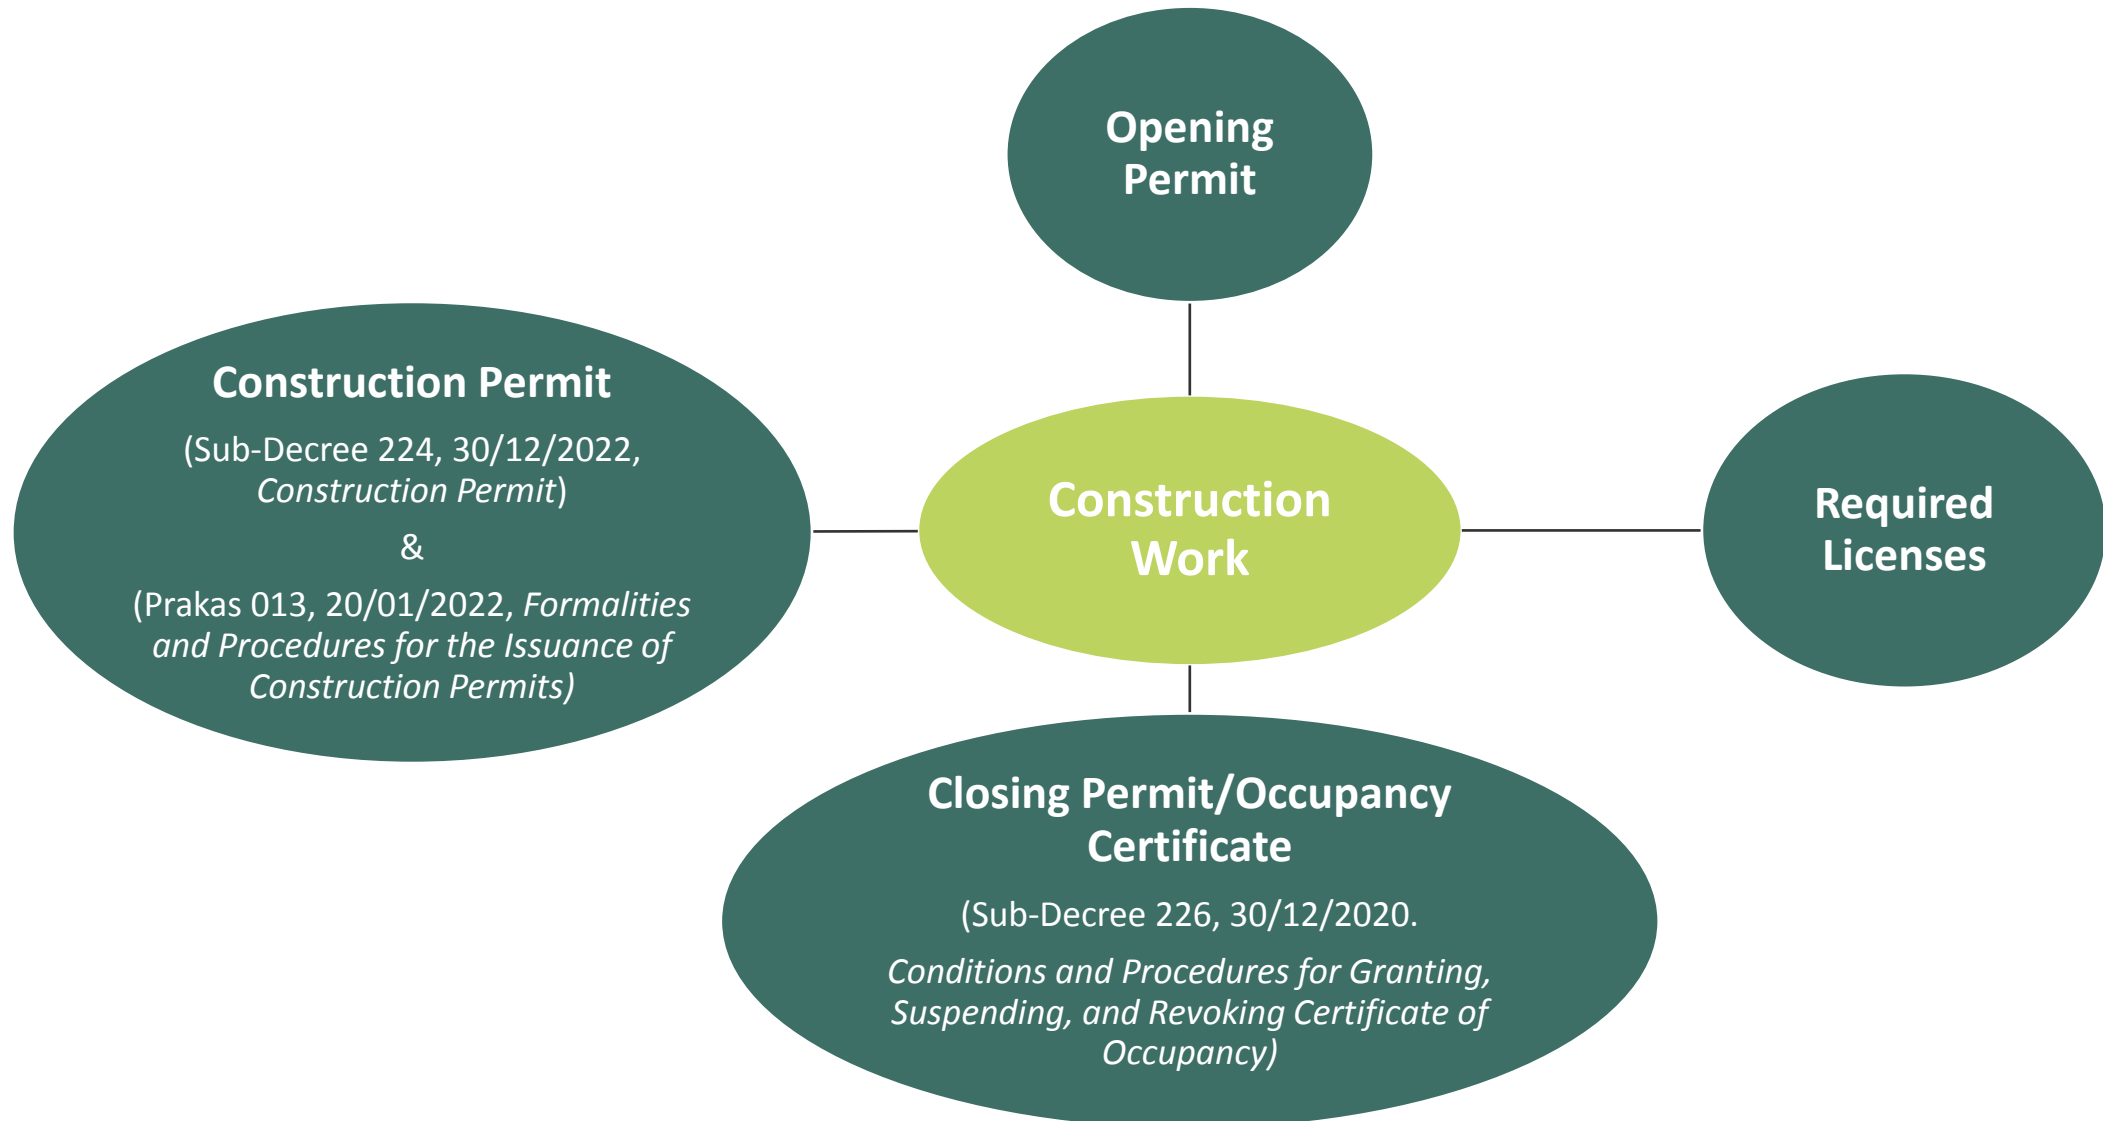 Opening
Permit
Construction Permit
(Sub-Decree 224, 30/12/2022,
Construction Permit)
&
(Prakas 013, 20/01/2022, Formalities
and Procedures for the Issuance of
Construction Permits)
Construction
Work
Required
Licenses
Closing Permit/Occupancy
Certificate
(Sub-Decree 226, 30/12/2020.
Conditions and Procedures for Granting,
Suspending, and Revoking Certificate of
Occupancy)